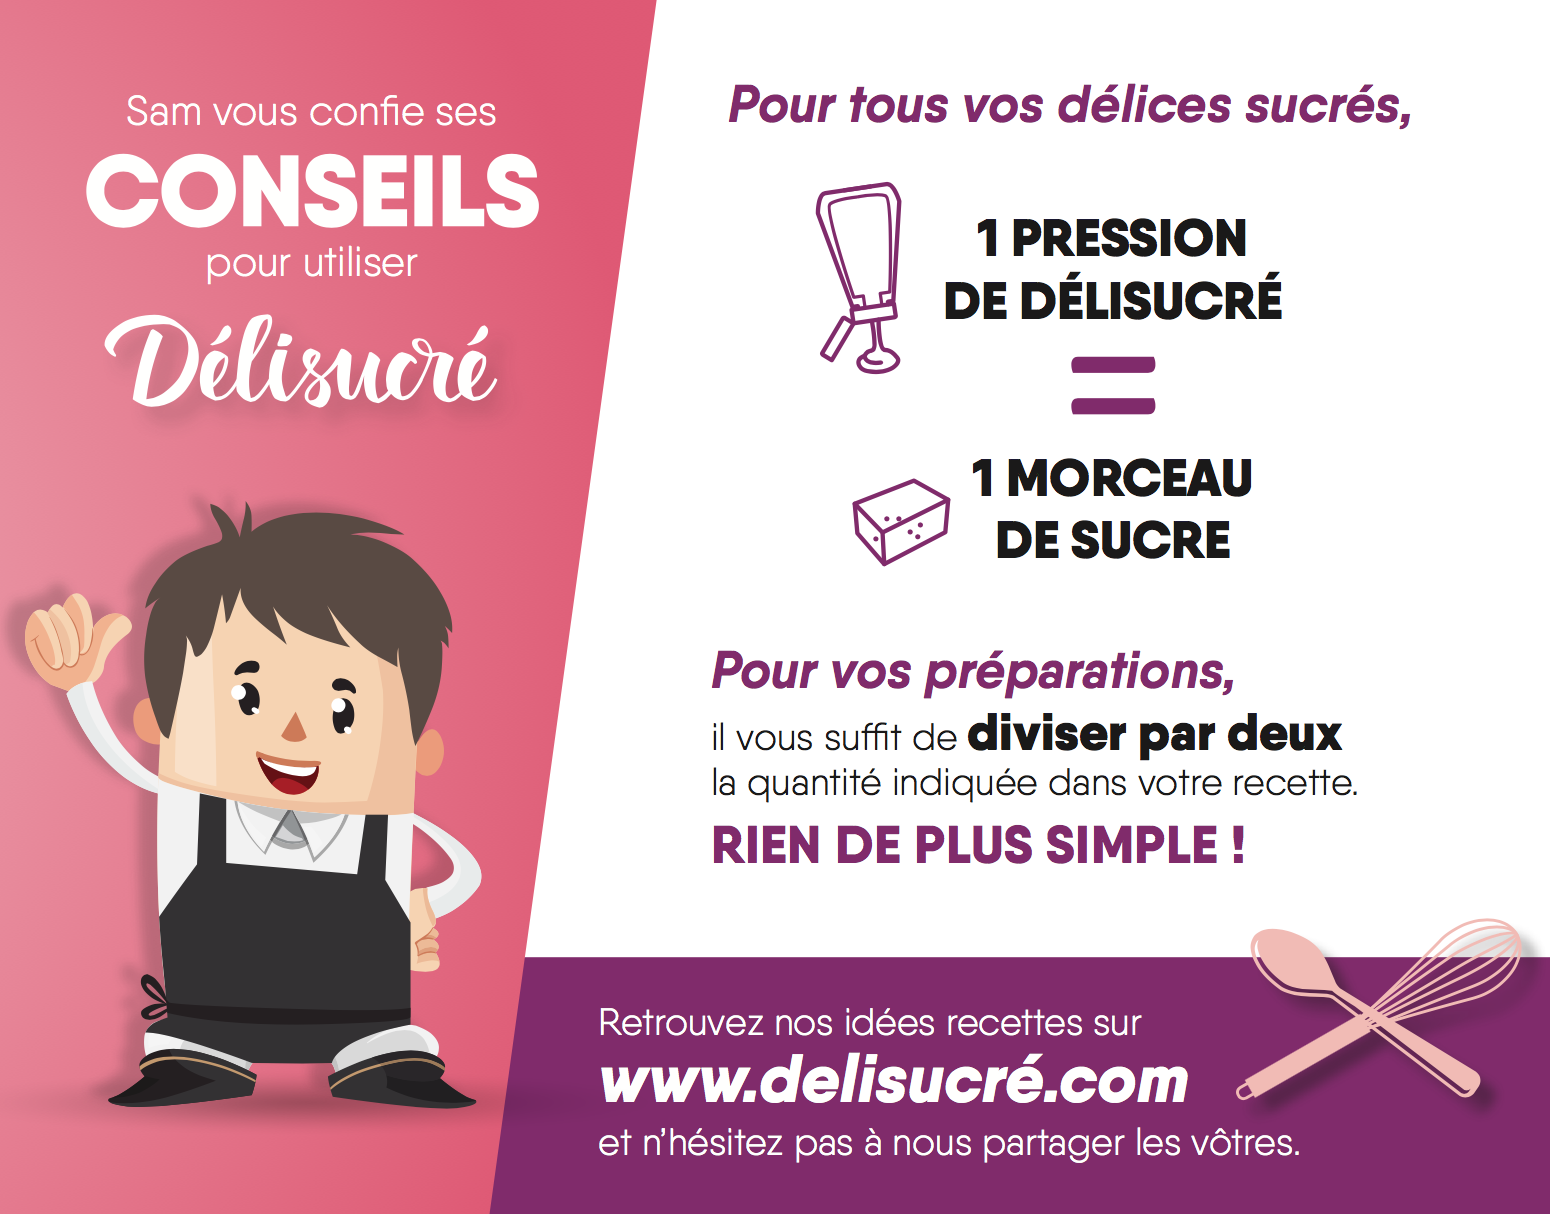 Sam vous confie ses
CONSEILS
pour utiliser
Délisucré
Pour tous vos délices sucrés,
1 PRESSION
DE DÉLISUCRÉ
=
1 MORCEAU
DE SUCRE
Pour vos préparations,
il vous suffit de diviser par deux
la quantité indiquée dans votre recette.
RIEN DE PLUS SIMPLE !
Retrouvez nos idées recettes sur
www.delisucré.com
et n'hésitez pas à nous partager les vôtres.